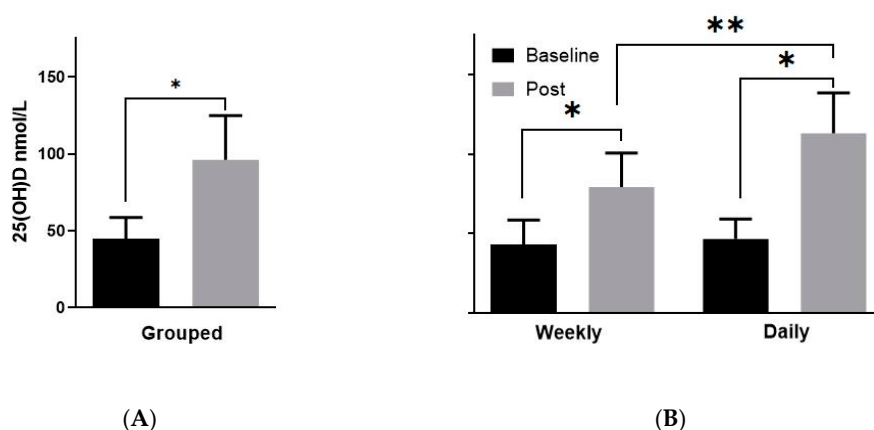 25(OH)D nmol/L
150
100
50
0
*
Grouped
(A)
Baseline
Post
*
**
*
Weekly
Daily
(B)